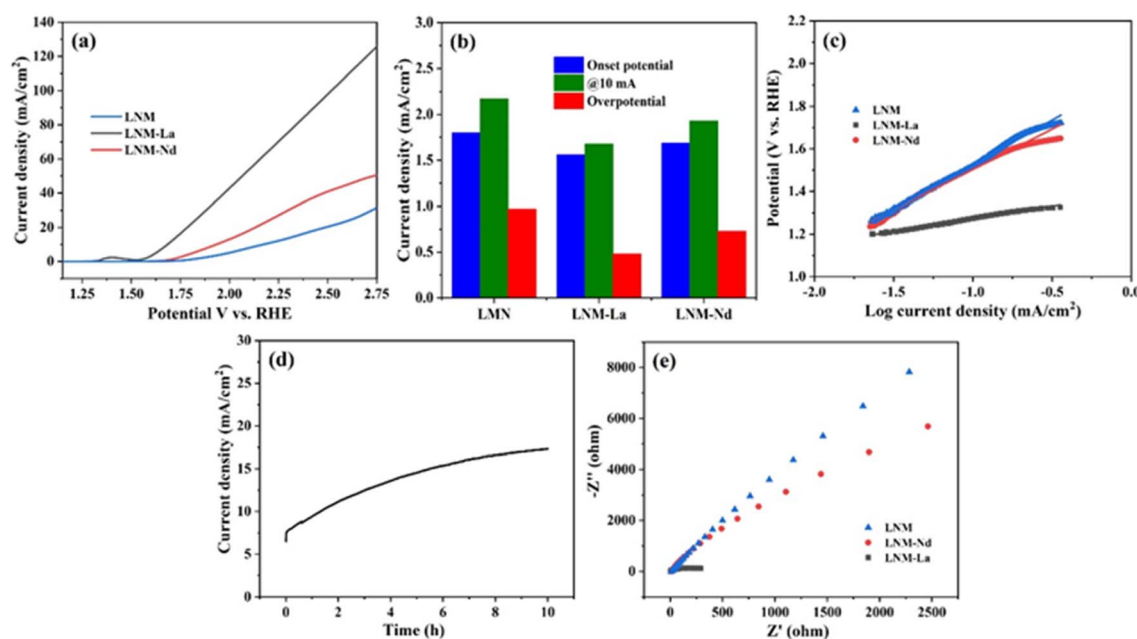 (a)
Current density (mA/cm²)
140
120
100
80
60
40
20
0
LNM
LNM-La
LNM-Nd
1.25 1.50 1.75 2.00 2.25 2.50 2.75
Potential V vs. RHE
(b)
Current density (mA/cm²)
3.0
2.5
2.0
1.5
1.0
0.5
0.0
Onset potential
@10 mA
Overpotential
LMN LNM-La LNM-Nd
(c)
Potential (V vs. RHE)
2.2
2.0
1.8
1.6
1.4
1.2
1.0
LNM
LNM-La
LNM-Nd
-2.0 -1.5 -1.0 -0.5 0.0
Log current density (mA/cm²)
(d)
Current density (mA/cm²)
30
25
20
15
10
5
0
0 2 4 6 8 10
Time (h)
(e)
-Z'' (ohm)
8000
6000
4000
2000
0
LNM
LNM-Nd
LNM-La
0 500 1000 1500 2000 2500
Z' (ohm)